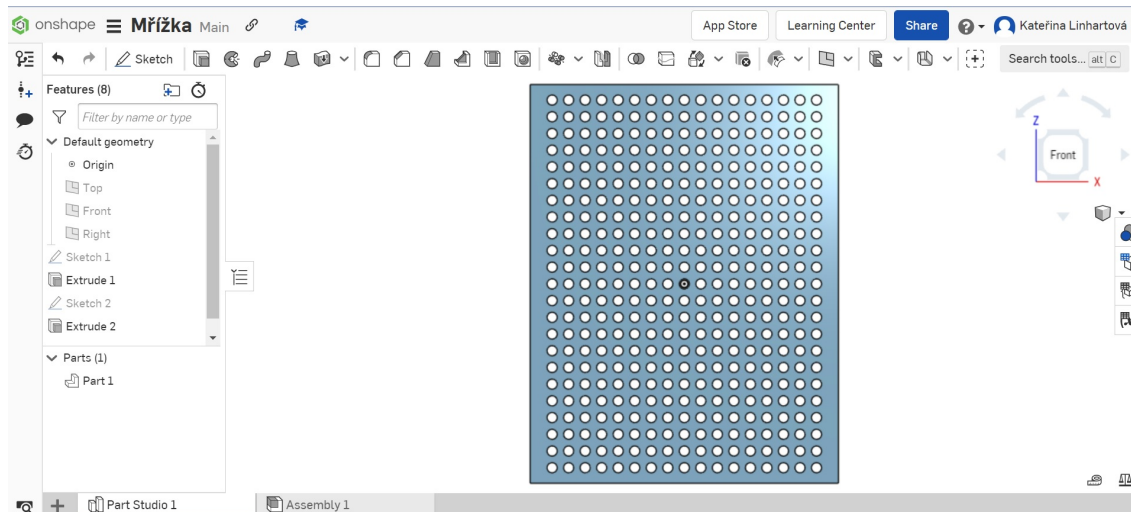 onshape Mřížka Main App Store Learning Center Share Kateřina Linhartová
Sketch Search tools... alt C
Features (8)
Filter by name or type
Default geometry
Origin
Top
Front
Right
Sketch 1
Extrude 1
Sketch 2
Extrude 2
Parts (1)
Part 1
Z
Front
X
Part Studio 1 Assembly 1